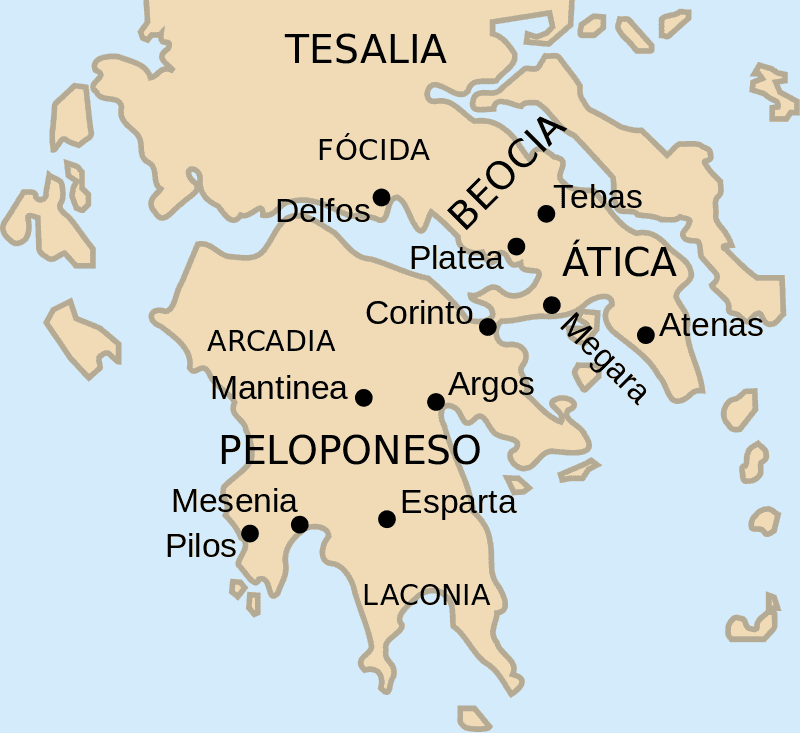 TESALIA
FÓCIDA
BEOCIA
Delfos
Tebas
Platea
ÁTICA
Corinto
Megara
Atenas
ARCADIA
Mantinea
Argos
PELOPONESO
Mesenia
Esparta
Pilos
LACONIA